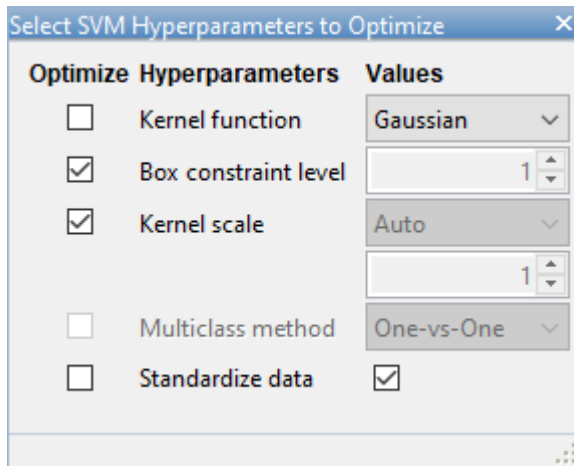 Select SVM Hyperparameters to Optimize
Optimize Hyperparameters Values
Kernel function Gaussian
Box constraint level 1
Kernel scale Auto
1
Multiclass method One-vs-One
Standardize data